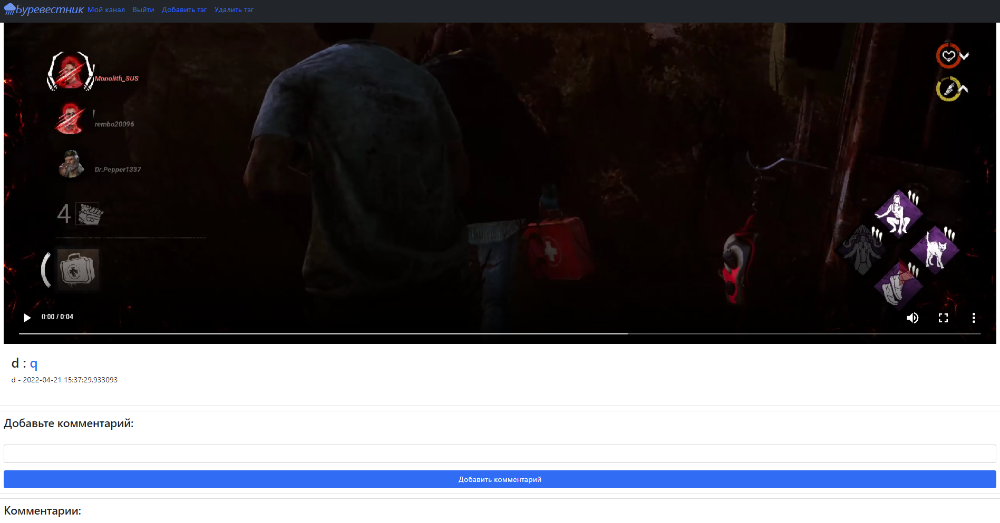 Буревестник Мой канал Выйти Добавить тэг Удалить тэг
Monolith_SUS
rembo20096
Dr.Pepper1337
4
0:00 / 0:04
d : q
d - 2022-04-21 15:37:29.933093
Добавьте комментарий:
Добавить комментарий
Комментарии: